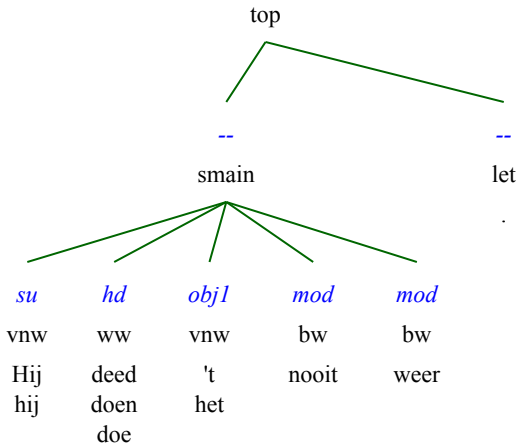 top
-- --
smain let
.
su hd obj1 mod mod
vnw ww vnw bw bw
Hij deed 't nooit weer
hij doen het
doe